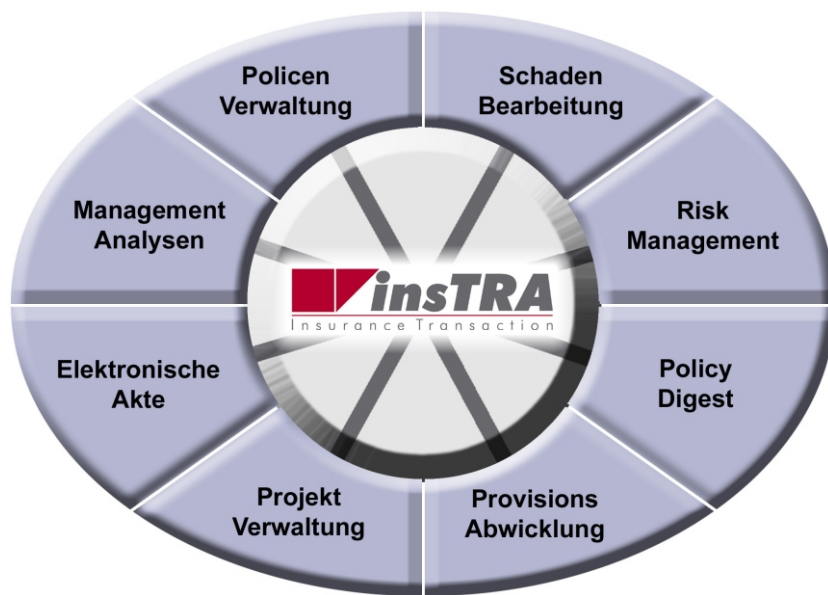 Policen
Verwaltung
Schaden
Bearbeitung
Management
Analysen
Risk
Management
insTRA
Insurance Transaction
Elektronische
Akte
Policy
Digest
Projekt
Verwaltung
Provisions
Abwicklung